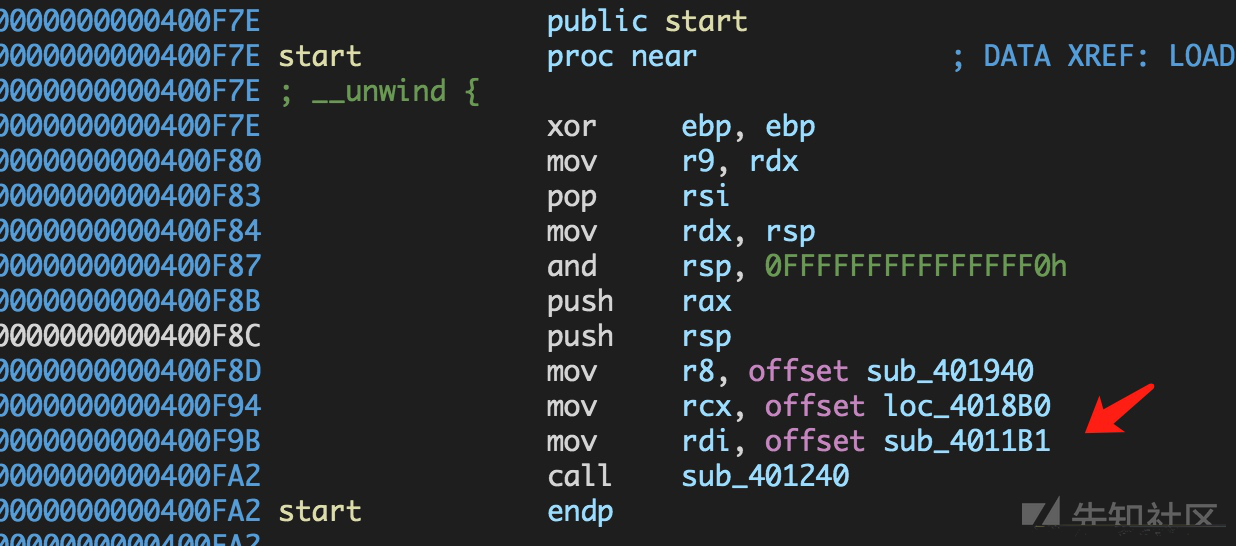 0000000000400F7E public start
0000000000400F7E start proc near ; DATA XREF: LOAD
0000000000400F7E ; __unwind {
0000000000400F7E xor ebp, ebp
0000000000400F80 mov r9, rdx
0000000000400F83 pop rsi
0000000000400F84 mov rdx, rsp
0000000000400F87 and rsp, 0FFFFFFFFFFFFFFF0h
0000000000400F8B push rax
0000000000400F8C push rsp
0000000000400F8D mov r8, offset sub_401940
0000000000400F94 mov rcx, offset loc_4018B0
0000000000400F9B mov rdi, offset sub_4011B1
0000000000400FA2 call sub_401240
0000000000400FA2 start endp
先知社区